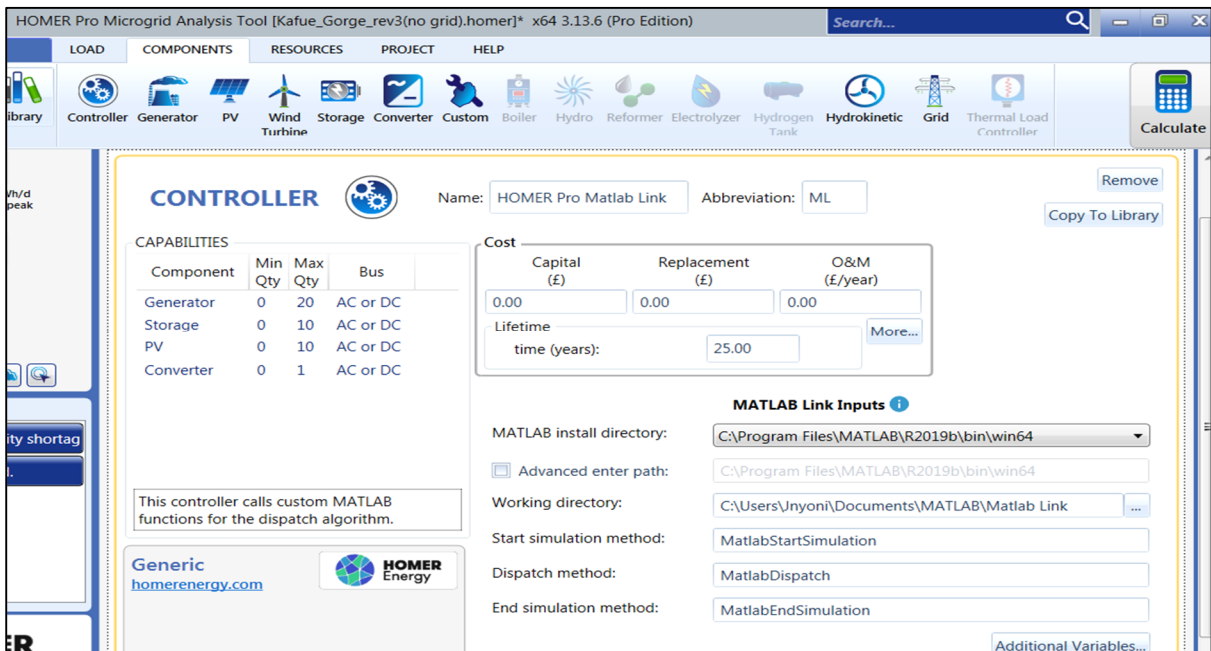 HOMER Pro Microgrid Analysis Tool [Kafue_Gorge_rev3(no grid).homer]* x64 3.13.6 (Pro Edition)
Search...
LOAD COMPONENTS RESOURCES PROJECT HELP
Controller Generator PV Wind Turbine Storage Converter Custom Boiler Hydro Reformer Electrolyzer Hydrogen Tank Hydrokinetic Grid Thermal Load Controller
Calculate
peak
CONTROLLER
Name: HOMER Pro Matlab Link Abbreviation: ML
Remove
Copy To Library
CAPABILITIES
Component Min Qty Max Qty Bus
Generator 0 20 AC or DC
Storage 0 10 AC or DC
PV 0 10 AC or DC
Converter 0 1 AC or DC
This controller calls custom MATLAB
functions for the dispatch algorithm.
Generic
homerenergy.com
HOMER
Energy
Cost
Capital (£) Replacement (£) O&M (£/year)
0.00 0.00 0.00
Lifetime
time (years): 25.00
More...
MATLAB Link Inputs
MATLAB install directory: C:\Program Files\MATLAB\R2019b\bin\win64
Advanced enter path: C:\Program Files\MATLAB\R2019b\bin\win64
Working directory: C:\Users\Jnyoni\Documents\MATLAB\Matlab Link ...
Start simulation method: MatlabStartSimulation
Dispatch method: MatlabDispatch
End simulation method: MatlabEndSimulation
Additional Variables...